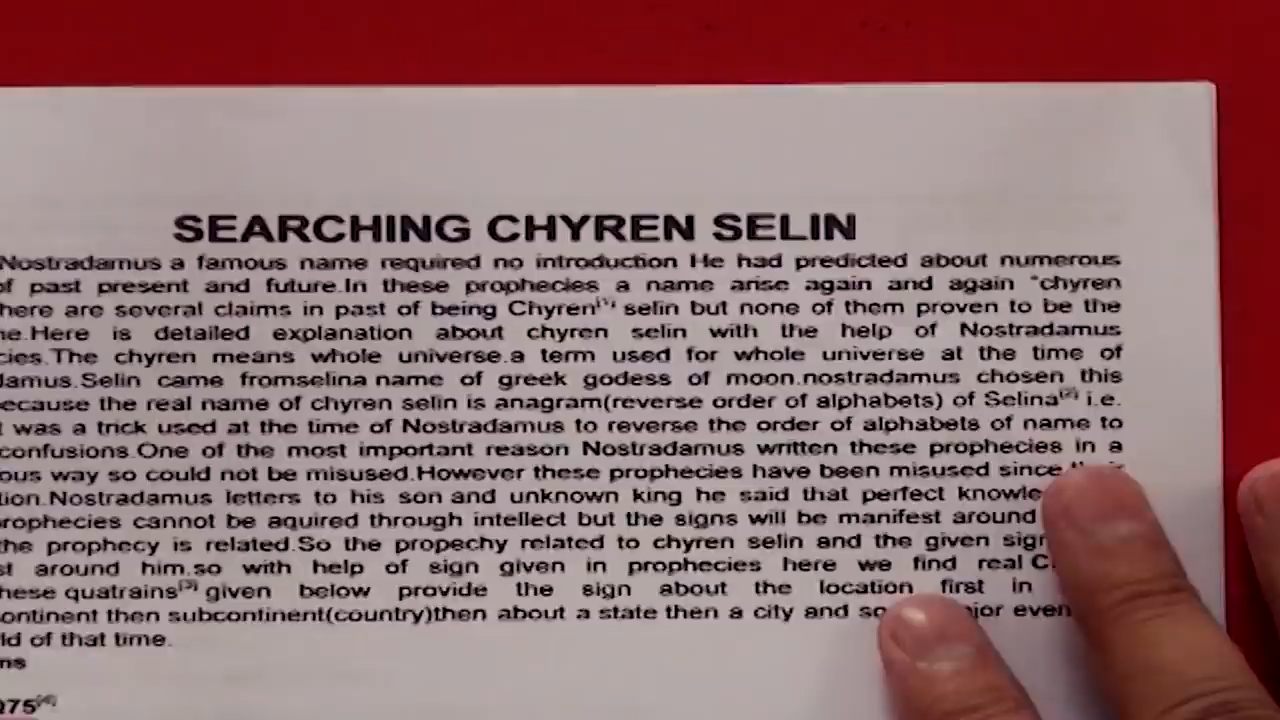 SEARCHING CHYREN SELIN
Nostradamus a famous name required no introduction He had predicted about numerous
of past present and future.In these prophecies a name arise again and again "chyren
here are several claims in past of being Chyren[1] selin but none of them proven to be the
ne.Here is detailed explanation about chyren selin with the help of Nostradamus
cies.The chyren means whole universe.a term used for whole universe at the time of
damus.Selin came fromselina name of greek godess of moon.nostradamus chosen this
ecause the real name of chyren selin is anagram(reverse order of alphabets) of Selina[2] i.e.
t was a trick used at the time of Nostradamus to reverse the order of alphabets of name to
confusions.One of the most important reason Nostradamus written these prophecies in a
ous way so could not be misused.However these prophecies have been misused since
tion.Nostradamus letters to his son and unknown king he said that perfect knowle
prophecies cannot be aquired through intellect but the signs will be manifest around
the prophecy is related.So the propechy related to chyren selin and the given sign
st around him.so with help of sign given in prophecies here we find real C
hese quatrains[3] given below provide the sign about the location first in
ontinent then subcontinent(country)then about a state then a city and so even
ld of that time.
ns
Q75[4]